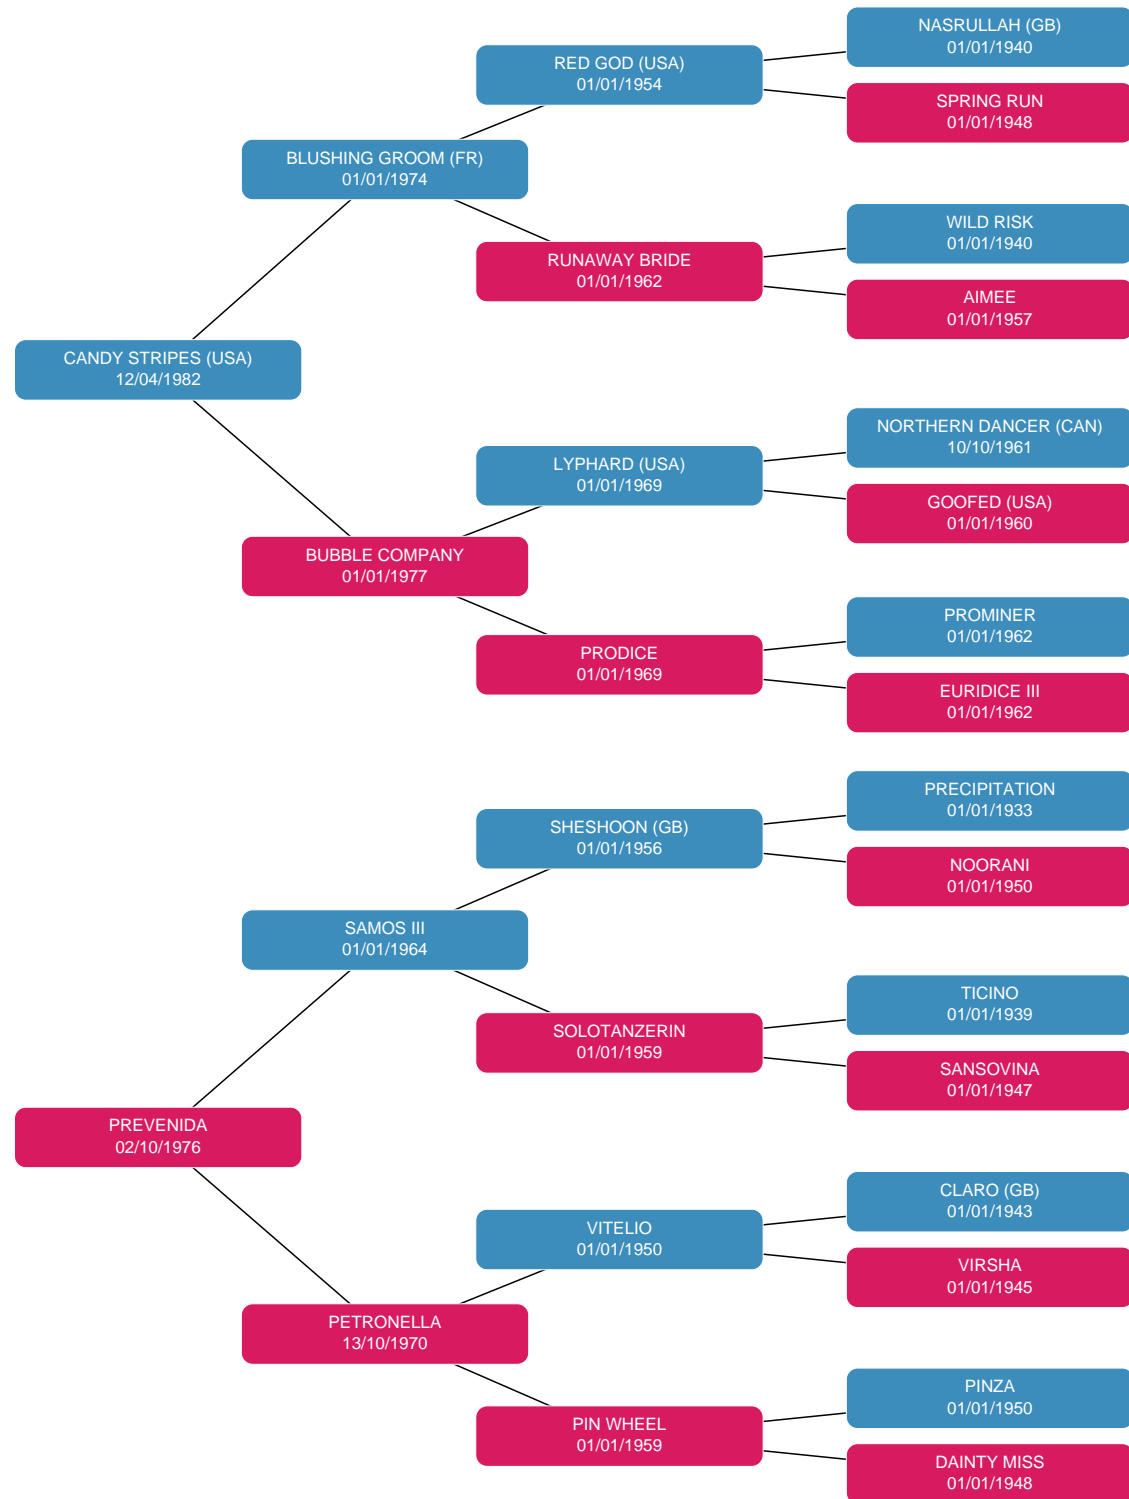 NASRULLAH (GB)
01/01/1940
RED GOD (USA)
01/01/1954
SPRING RUN
01/01/1948
BLUSHING GROOM (FR)
01/01/1974
WILD RISK
01/01/1940
RUNAWAY BRIDE
01/01/1962
AIMEE
01/01/1957
CANDY STRIPES (USA)
12/04/1982
NORTHERN DANCER (CAN)
10/10/1961
LYPHARD (USA)
01/01/1969
GOOFED (USA)
01/01/1960
BUBBLE COMPANY
01/01/1977
PROMINER
01/01/1962
PRODICE
01/01/1969
EURIDICE III
01/01/1962
PRECIPITATION
01/01/1933
SHESHOON (GB)
01/01/1956
NOORANI
01/01/1950
SAMOS III
01/01/1964
TICINO
01/01/1939
SOLOTANZERIN
01/01/1959
SANSOVINA
01/01/1947
PREVENIDA
02/10/1976
CLARO (GB)
01/01/1943
VITELIO
01/01/1950
VIRSHA
01/01/1945
PETRONELLA
13/10/1970
PINZA
01/01/1950
PIN WHEEL
01/01/1959
DAINTY MISS
01/01/1948